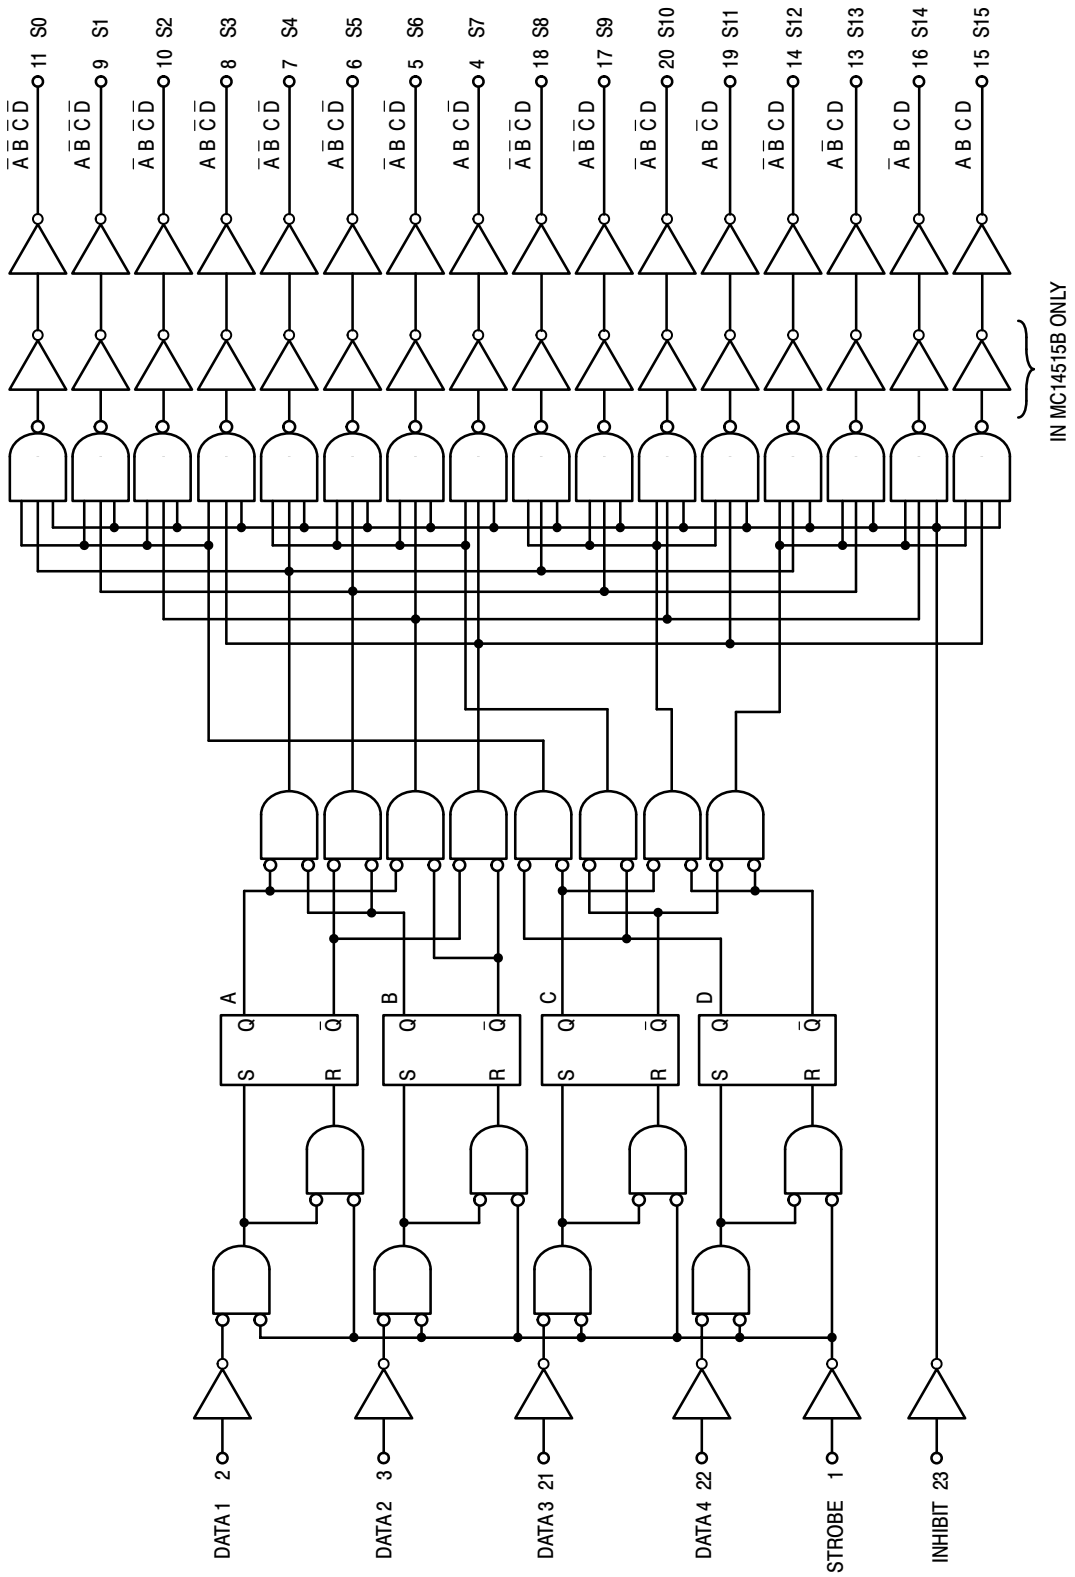 A̅ B̅ C̅ D̅ 11 S0
A B̅ C̅ D̅ 9 S1
A̅ B C̅ D̅ 10 S2
A B C̅ D̅ 8 S3
A̅ B̅ C D̅ 7 S4
A B̅ C D̅ 6 S5
A̅ B C D̅ 5 S6
A B C D̅ 4 S7
A̅ B̅ C̅ D 18 S8
A B̅ C̅ D 17 S9
A̅ B C̅ D 20 S10
A B C̅ D 19 S11
A̅ B̅ C D 14 S12
A B̅ C D 13 S13
A̅ B C D 16 S14
A B C D 15 S15
IN MC14515B ONLY
DATA 1 2
A
S Q
R Q̅
DATA 2 3
B
S Q
R Q̅
DATA 3 21
C
S Q
R Q̅
DATA 4 22
D
S Q
R Q̅
STROBE 1
INHIBIT 23